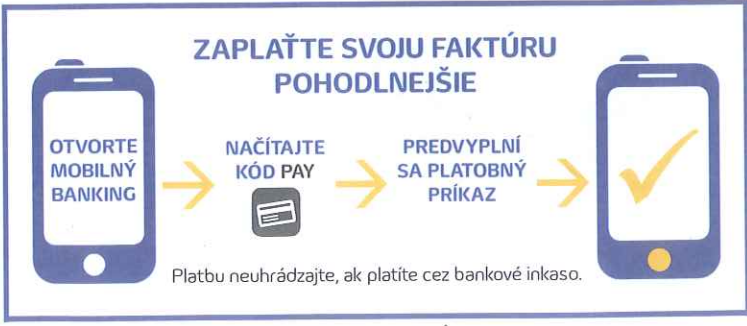 ZAPLAŤTE SVOJU FAKTÚRU
POHODLNEJŠIE
OTVORTE
MOBILNÝ
BANKING
NAČÍTAJTE
KÓD PAY
PREDVYPLNÍ
SA PLATOBNÝ
PRÍKAZ
Platbu neuhrádzajte, ak platíte cez bankové inkaso.